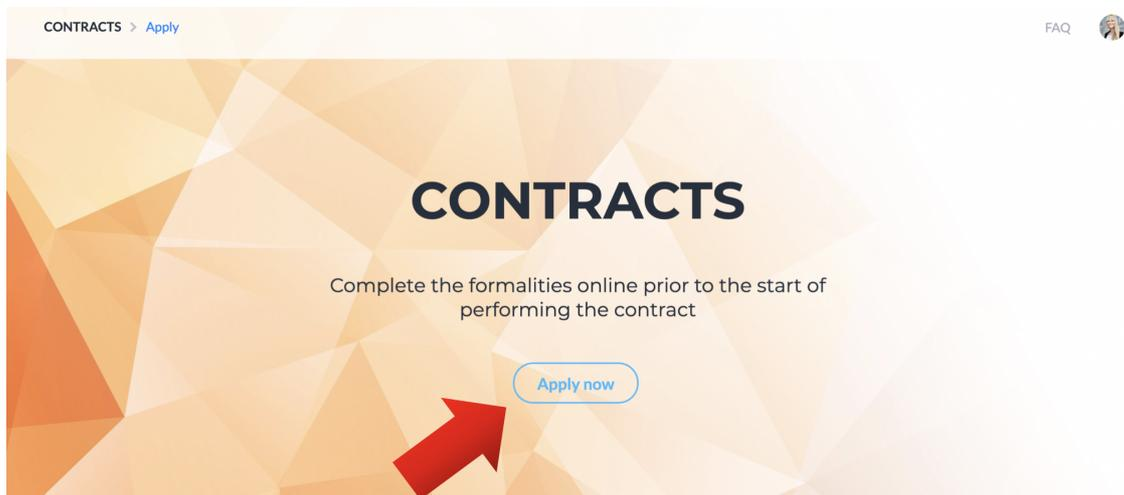 CONTRACTS > Apply
FAQ
CONTRACTS
Complete the formalities online prior to the start of
performing the contract
Apply now